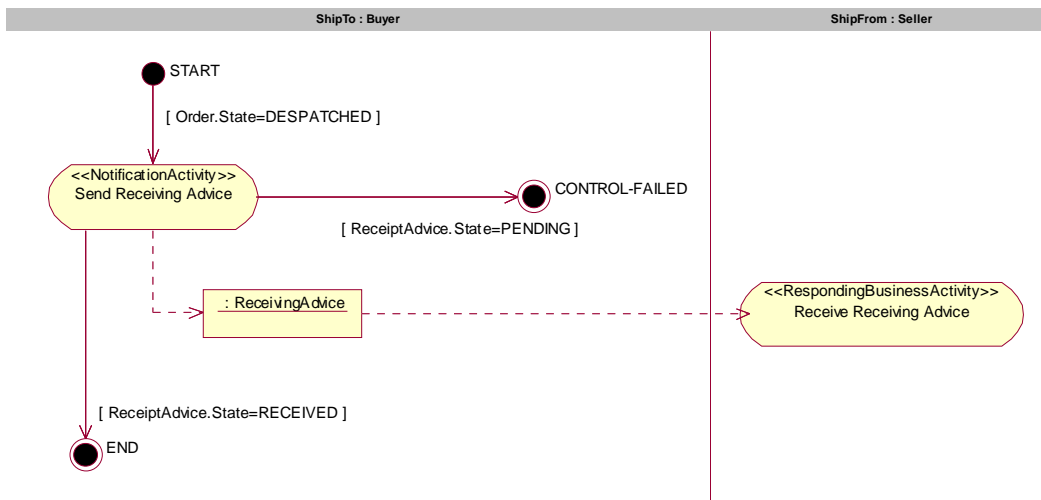 ShipTo : Buyer
ShipFrom : Seller
START
[ Order.State=DESPATCHED ]
<<NotificationActivity>>
Send Receiving Advice
CONTROL-FAILED
[ ReceiptAdvice.State=PENDING ]
: ReceivingAdvice
<<RespondingBusinessActivity>>
Receive Receiving Advice
[ ReceiptAdvice.State=RECEIVED ]
END